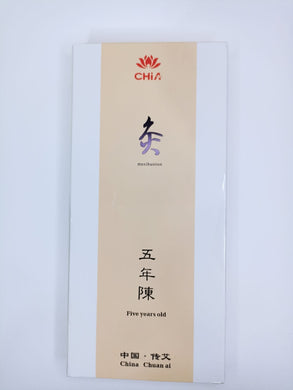 CHiA
灸
moxibustion
五
年
陳
Five years old
中国·传艾
China Chuan ai